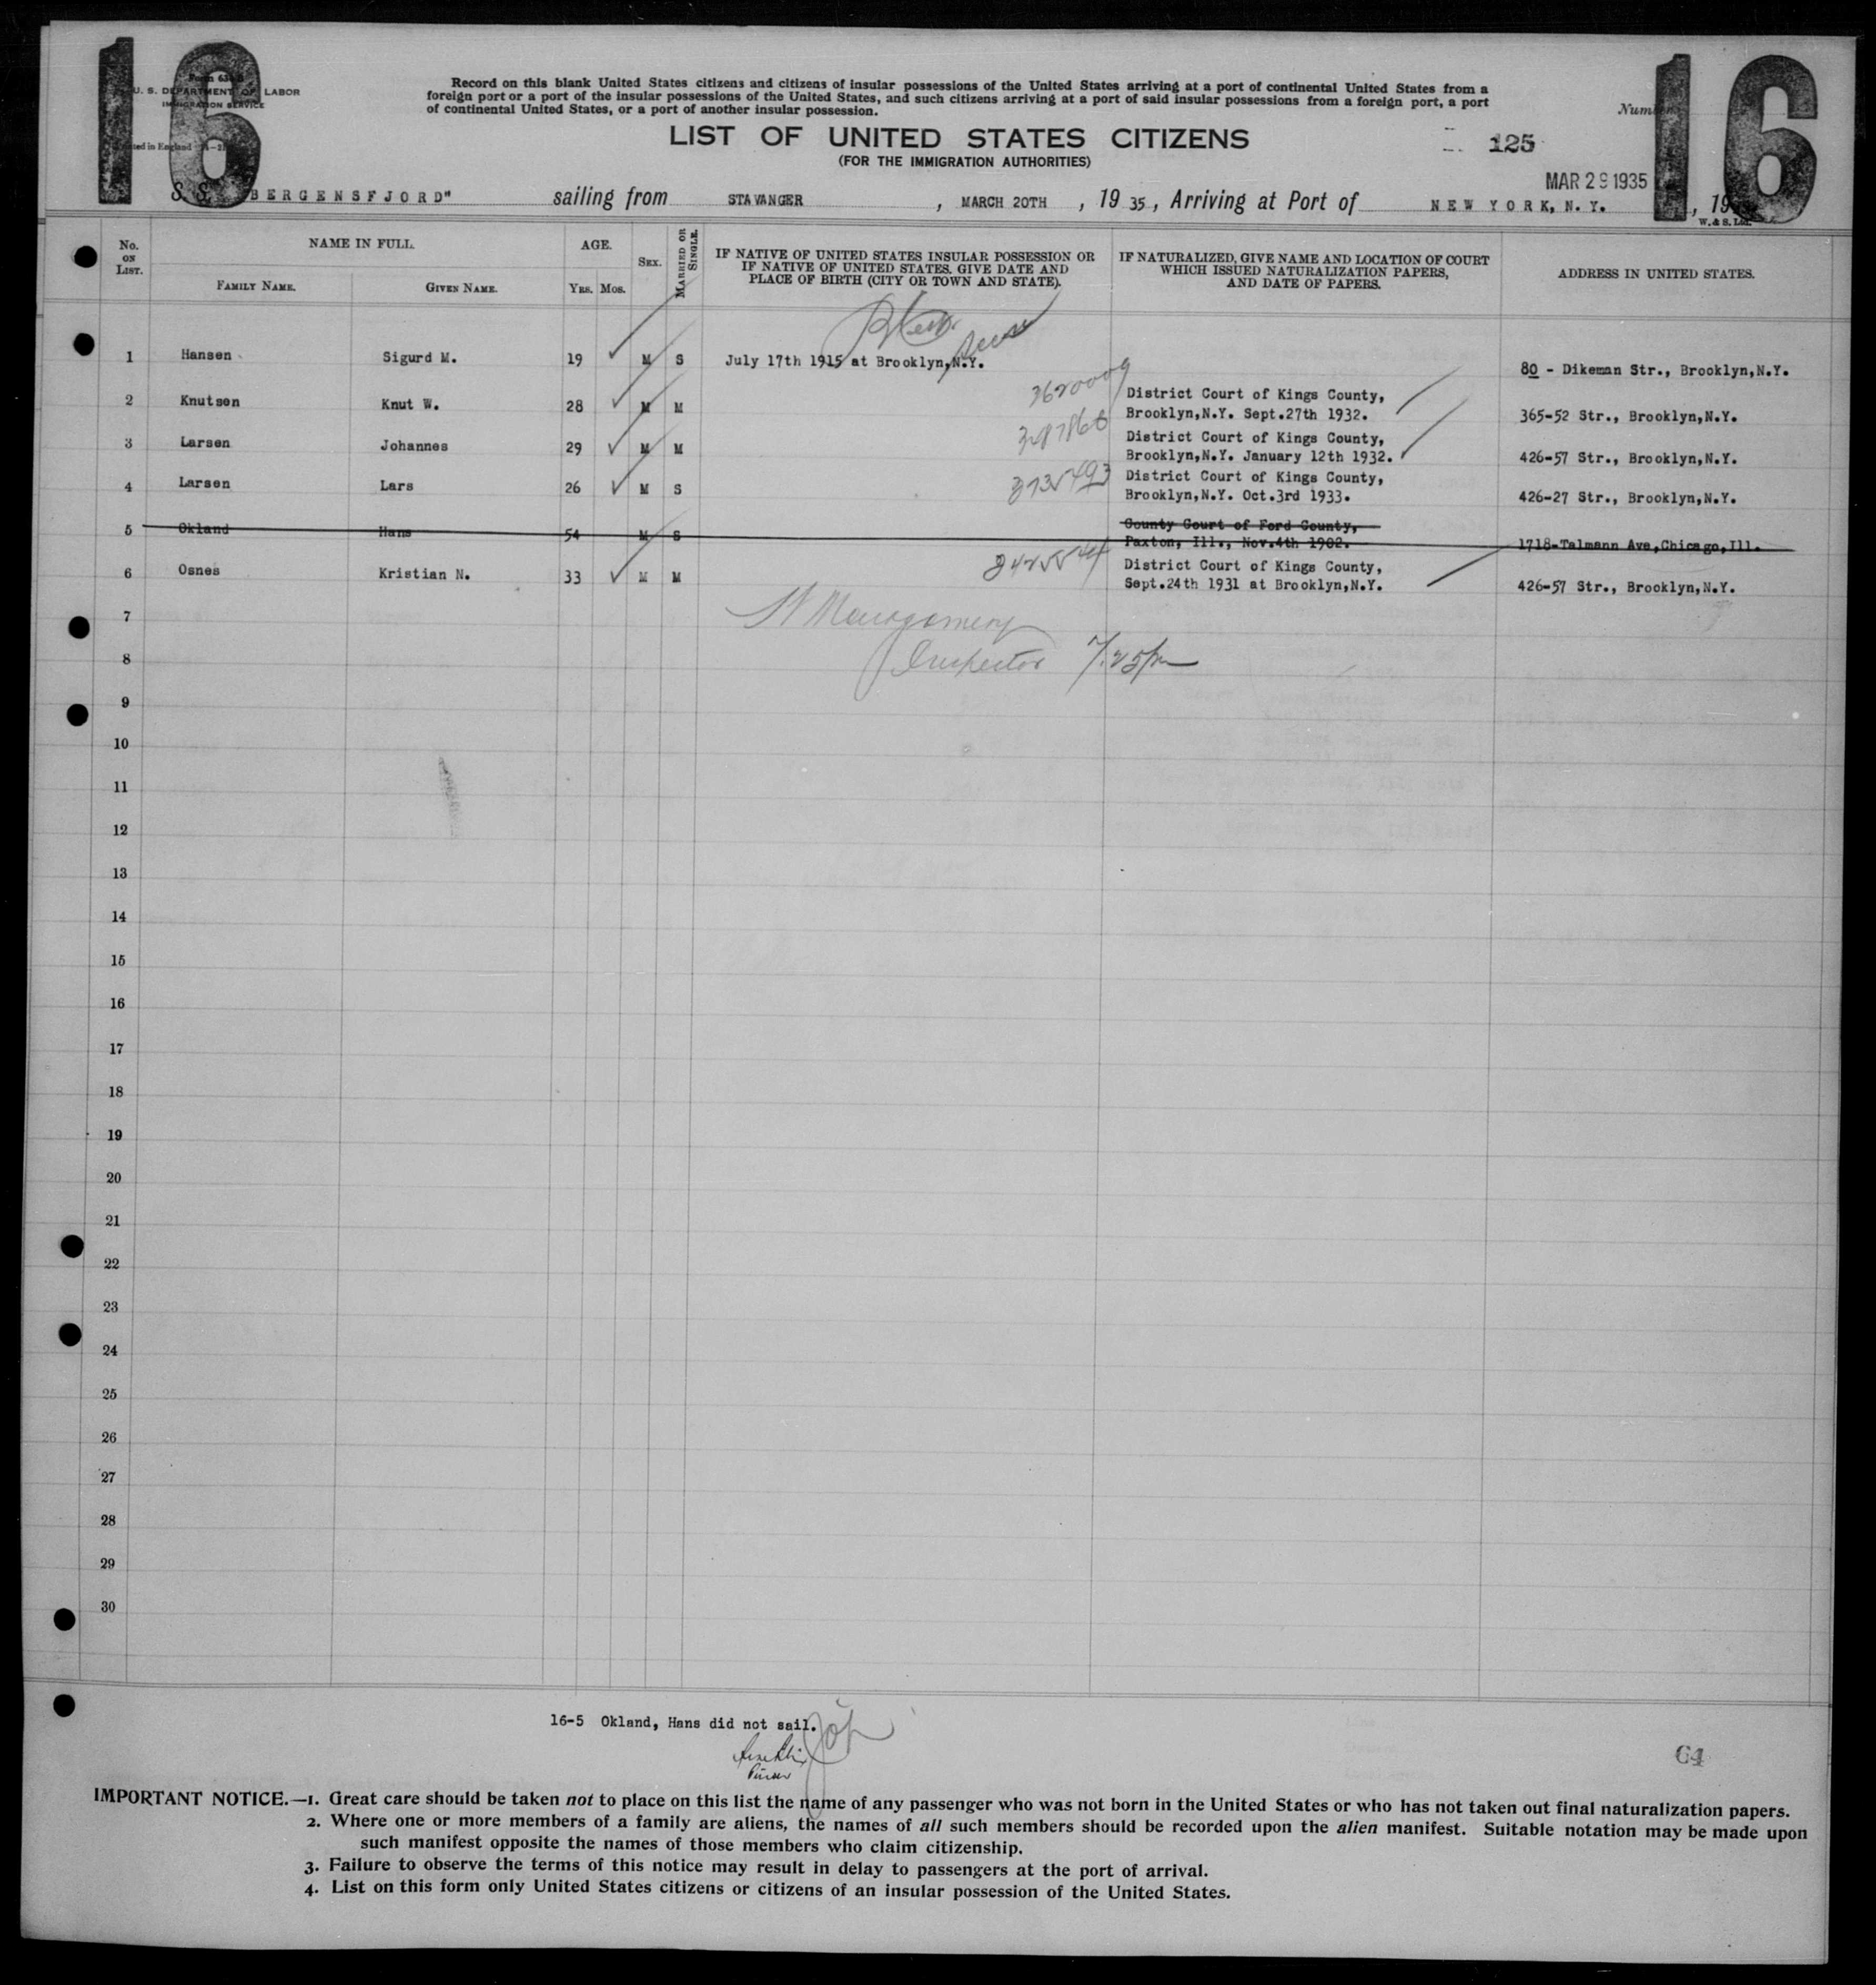 16
16
U. S. DEPARTMENT OF LABOR
IMMIGRATION SERVICE
Record on this blank United States citizens and citizens of insular possessions of the United States arriving at a port of continental United States from a
foreign port or a port of the insular possessions of the United States, and such citizens arriving at a port of said insular possessions from a foreign port, a port
of continental United States, or a port of another insular possession.
LIST OF UNITED STATES CITIZENS
(FOR THE IMMIGRATION AUTHORITIES)
125
MAR 29 1935
S. S. BERGENSFJORD" sailing from STAVANGER, MARCH 20TH, 1935, Arriving at Port of NEW YORK, N.Y., 19
W. & S. Ltd.
No. on List. NAME IN FULL. AGE. Sex. Married or Single. IF NATIVE OF UNITED STATES INSULAR POSSESSION OR IF NATIVE OF UNITED STATES, GIVE DATE AND PLACE OF BIRTH (CITY OR TOWN AND STATE). IF NATURALIZED, GIVE NAME AND LOCATION OF COURT WHICH ISSUED NATURALIZATION PAPERS, AND DATE OF PAPERS. ADDRESS IN UNITED STATES.
Family Name. Given Name. Yrs. Mos.
1 Hansen Sigurd M. 19 M S July 17th 1915 at Brooklyn,N.Y. 80 - Dikeman Str., Brooklyn,N.Y.
2 Knutsen Knut W. 28 M M District Court of Kings County,
Brooklyn,N.Y. Sept.27th 1932. 365-52 Str., Brooklyn,N.Y.
3 Larsen Johannes 29 M M District Court of Kings County,
Brooklyn,N.Y. January 12th 1932. 426-57 Str., Brooklyn,N.Y.
4 Larsen Lars 26 M S 3735493 District Court of Kings County,
Brooklyn,N.Y. Oct.3rd 1933. 426-27 Str., Brooklyn,N.Y.
5 Okland Hans 54 M S County Court of Ford County,
Paxton, Ill., Nov.4th 1902. 1718-Talmann Ave,Chicago,Ill.
6 Osnes Kristian N. 33 M M District Court of Kings County,
Sept.24th 1931 at Brooklyn,N.Y. 426-57 Str., Brooklyn,N.Y.
7
8 Inspector 7:25pm
9
10
11
12
13
14
15
16
17
18
19
20
21
22
23
24
25
26
27
28
29
30
16-5 Okland, Hans did not sail.
Purser
64
IMPORTANT NOTICE.—1. Great care should be taken not to place on this list the name of any passenger who was not born in the United States or who has not taken out final naturalization papers.
2. Where one or more members of a family are aliens, the names of all such members should be recorded upon the alien manifest. Suitable notation may be made upon
such manifest opposite the names of those members who claim citizenship.
3. Failure to observe the terms of this notice may result in delay to passengers at the port of arrival.
4. List on this form only United States citizens or citizens of an insular possession of the United States.